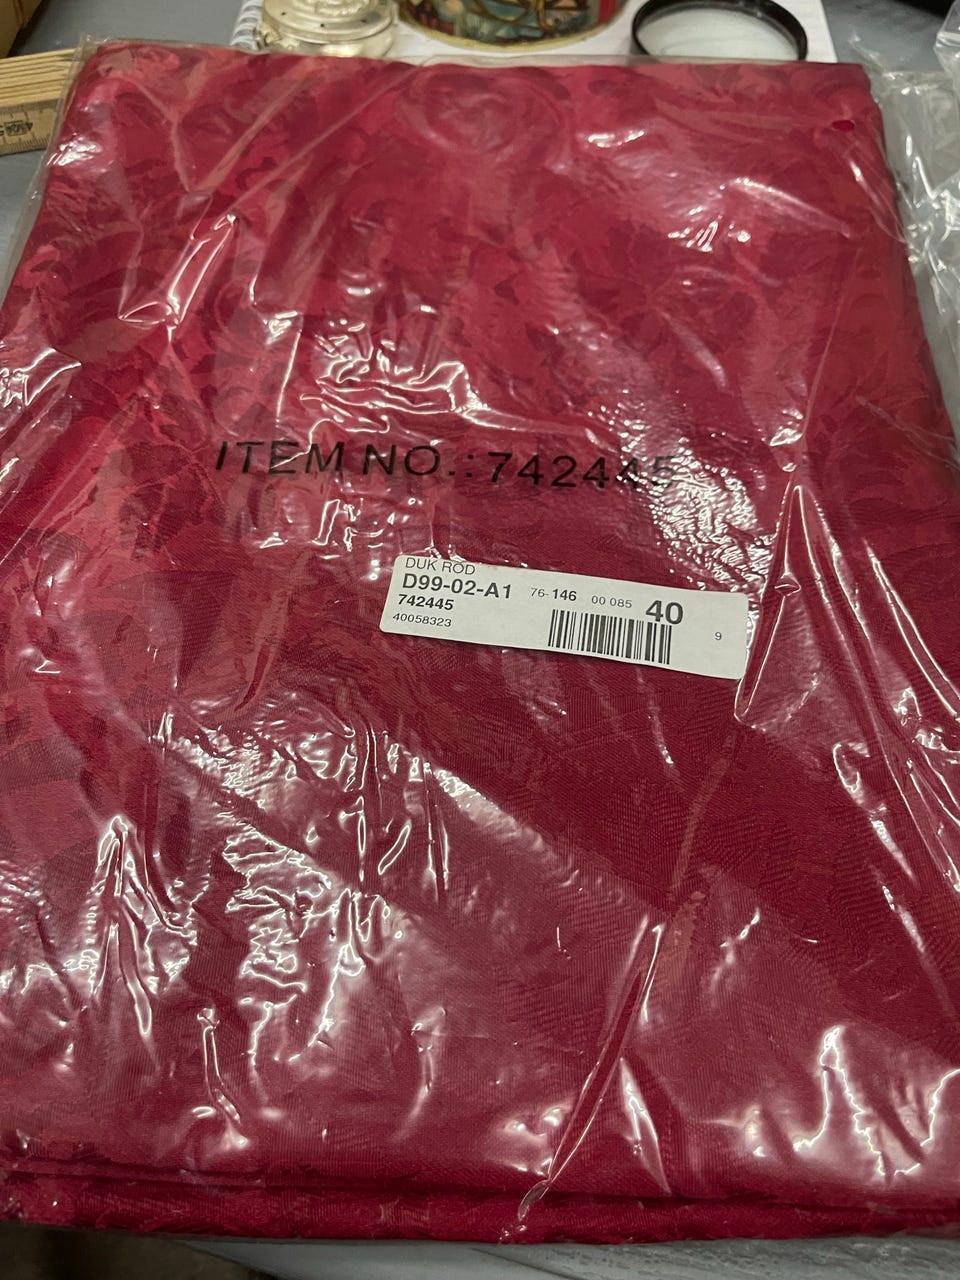 ITEM NO.: 742445
DUK ROD
D99-02-A1 76-146 00 085 40
742445
40058323
9